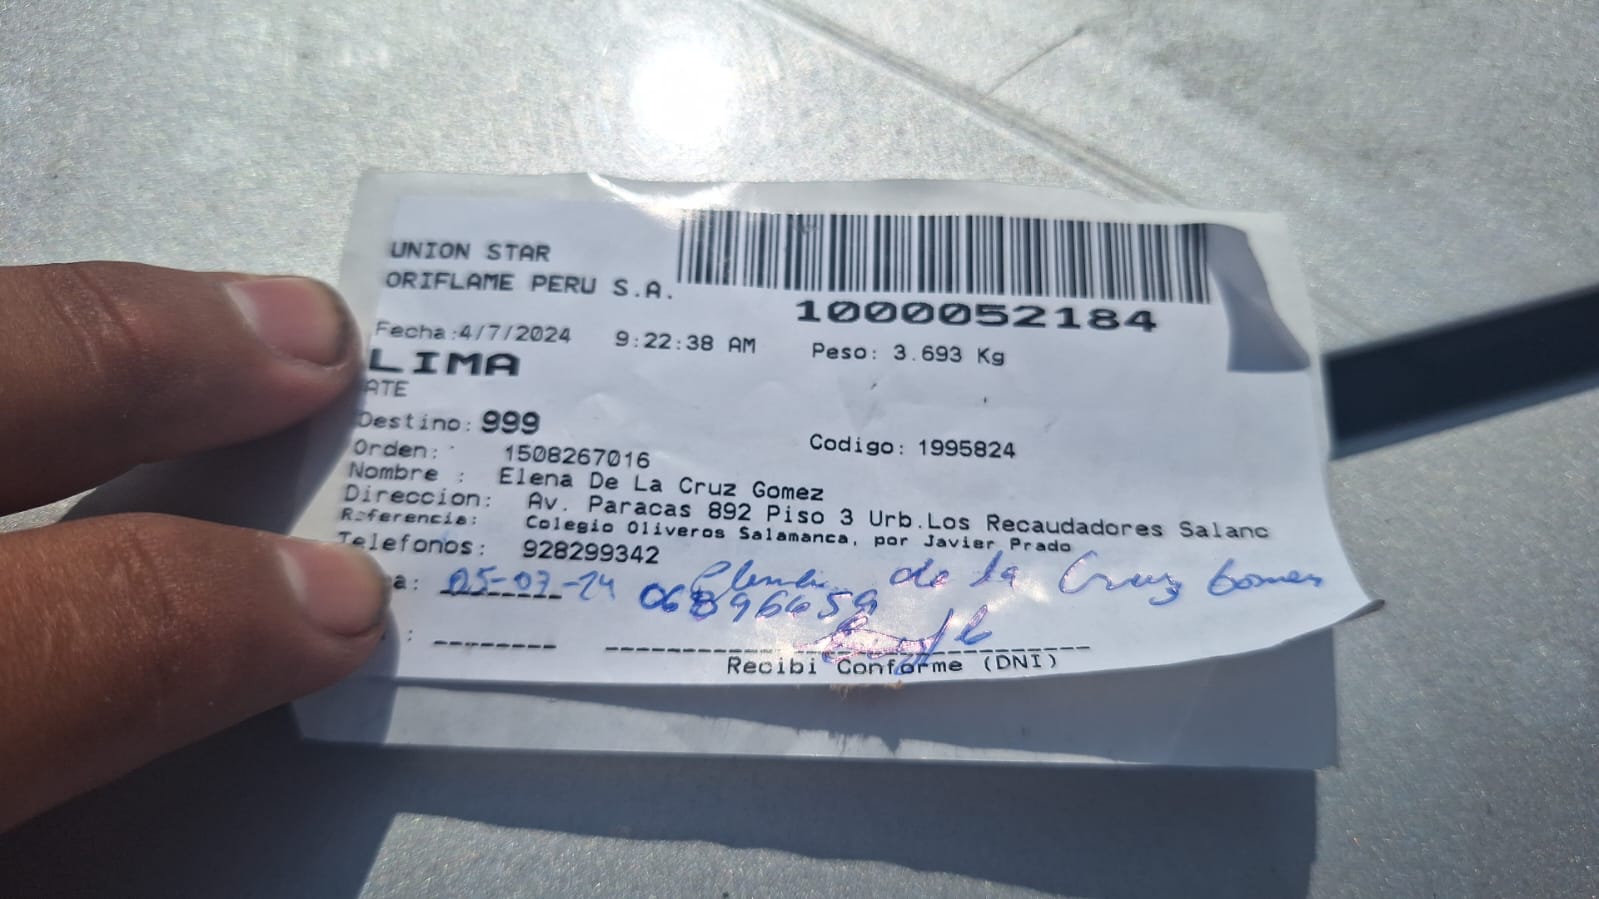 UNION STAR
ORIFLAME PERU S.A.
1000052184
Fecha:4/7/2024 9:22:38 AM Peso: 3.693 Kg
LIMA
ATE
Destino: 999
Codigo: 1995824
Orden: 1508267016
Nombre : Elena De La Cruz Gomez
Direccion: Av. Paracas 892 Piso 3 Urb.Los Recaudadores Salanc
Referencia: Colegio Oliveros Salamanca, por Javier Prado
Telefonos: 928299342
a: 05-07-24 de la Cruz Gomez
: 
Recibi Conforme (DNI)